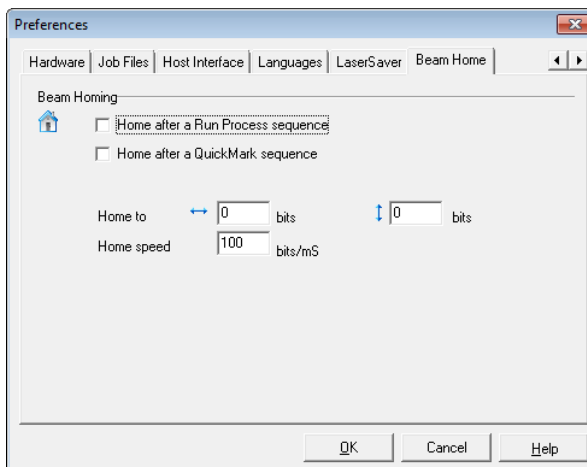 Preferences
Hardware Job Files Host Interface Languages LaserSaver Beam Home
Beam Homing
Home after a Run Process sequence
Home after a QuickMark sequence
Home to 0 bits 0 bits
Home speed 100 bits/mS
OK Cancel Help